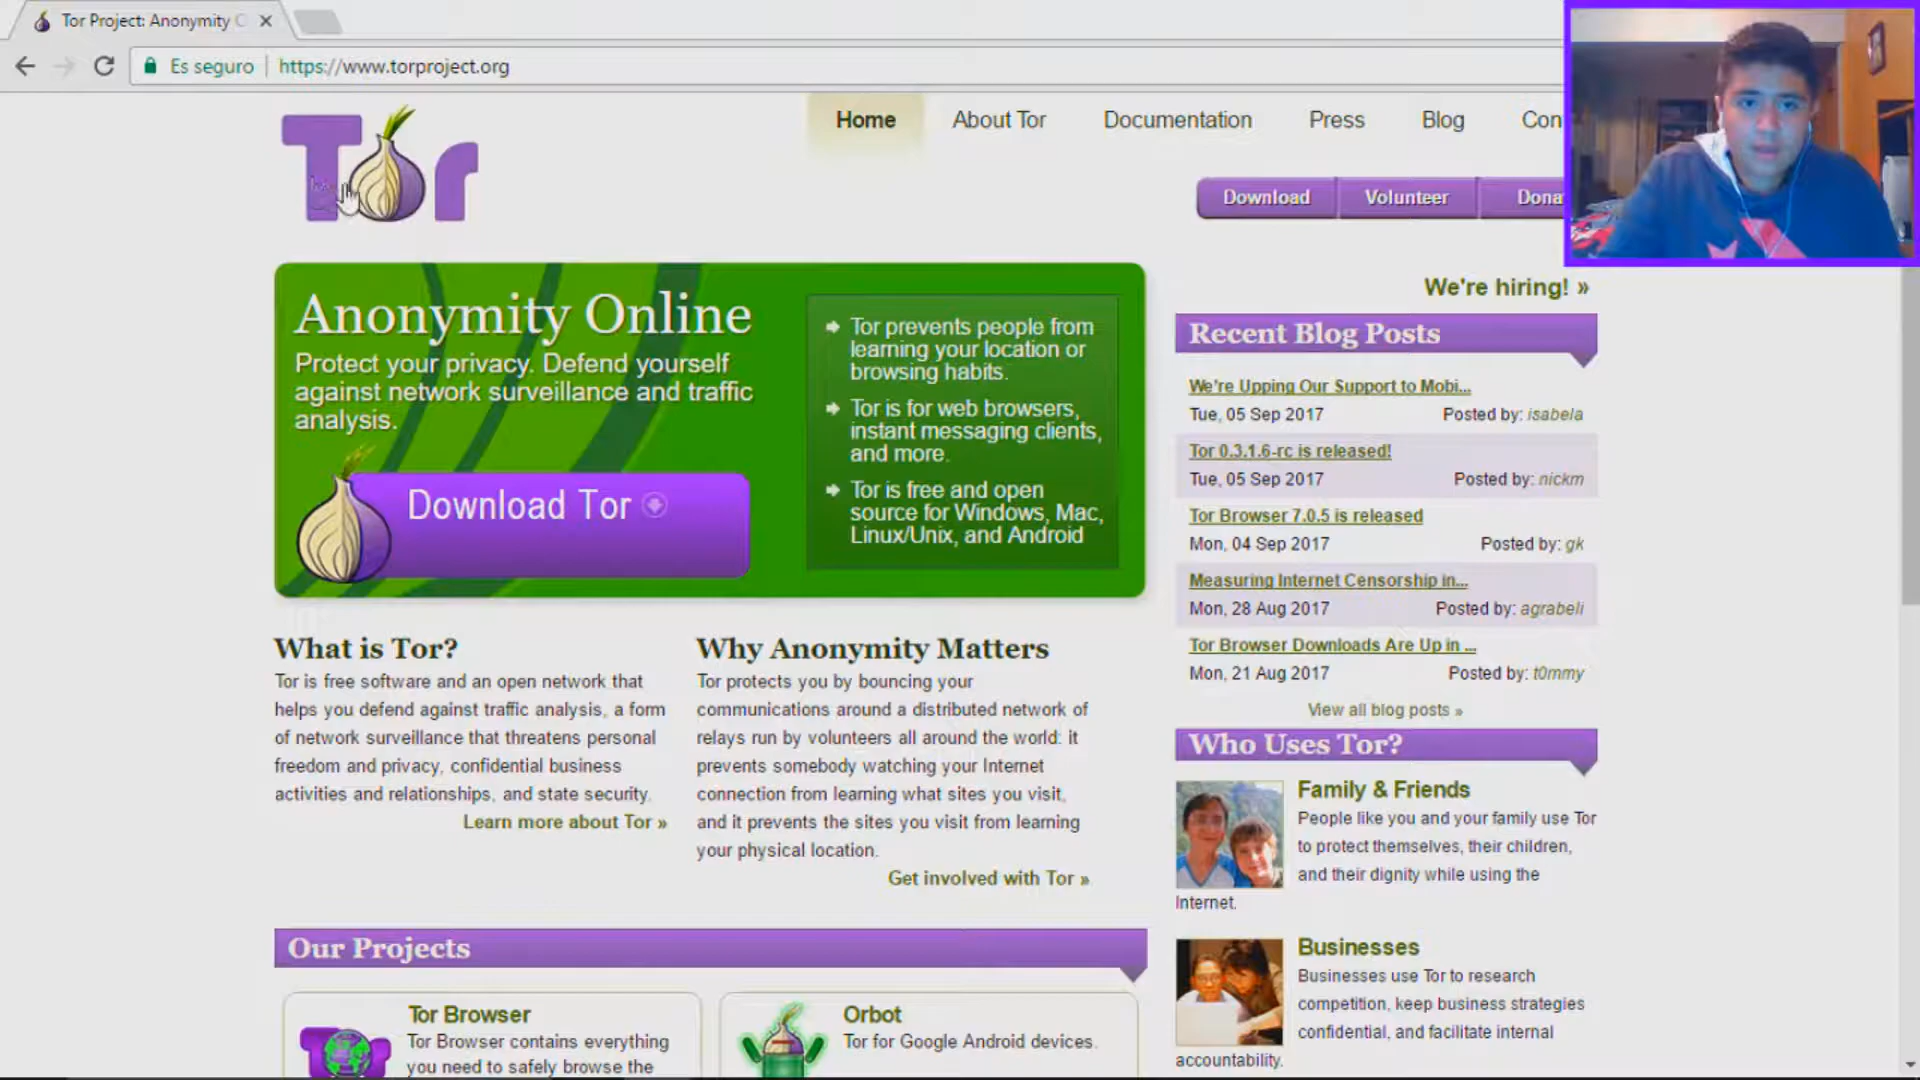 Tor Project: Anonymity
Es seguro
https://www.torproject.org
Tor
Home
About Tor
Documentation
Press
Blog
Con
Download
Volunteer
Dona
We're hiring! »
Anonymity Online
Protect your privacy. Defend yourself
against network surveillance and traffic
analysis.
Download Tor
Tor prevents people from
learning your location or
browsing habits.
Tor is for web browsers,
instant messaging clients,
and more.
Tor is free and open
source for Windows, Mac,
Linux/Unix, and Android
Recent Blog Posts
We're Upping Our Support to Mobi...
Tue, 05 Sep 2017 Posted by: isabela
Tor 0.3.1.6-rc is released!
Tue, 05 Sep 2017 Posted by: nickm
Tor Browser 7.0.5 is released
Mon, 04 Sep 2017 Posted by: gk
Measuring Internet Censorship in...
Mon, 28 Aug 2017 Posted by: agrabeli
Tor Browser Downloads Are Up in ...
Mon, 21 Aug 2017 Posted by: t0mmy
View all blog posts »
What is Tor?
Tor is free software and an open network that
helps you defend against traffic analysis, a form
of network surveillance that threatens personal
freedom and privacy, confidential business
activities and relationships, and state security.
Learn more about Tor »
Why Anonymity Matters
Tor protects you by bouncing your
communications around a distributed network of
relays run by volunteers all around the world: it
prevents somebody watching your Internet
connection from learning what sites you visit,
and it prevents the sites you visit from learning
your physical location.
Get involved with Tor »
Who Uses Tor?
Family & Friends
People like you and your family use Tor
to protect themselves, their children,
and their dignity while using the
Internet.
Businesses
Businesses use Tor to research
competition, keep business strategies
confidential, and facilitate internal
accountability.
Our Projects
Tor Browser
Tor Browser contains everything
you need to safely browse the
Orbot
Tor for Google Android devices.